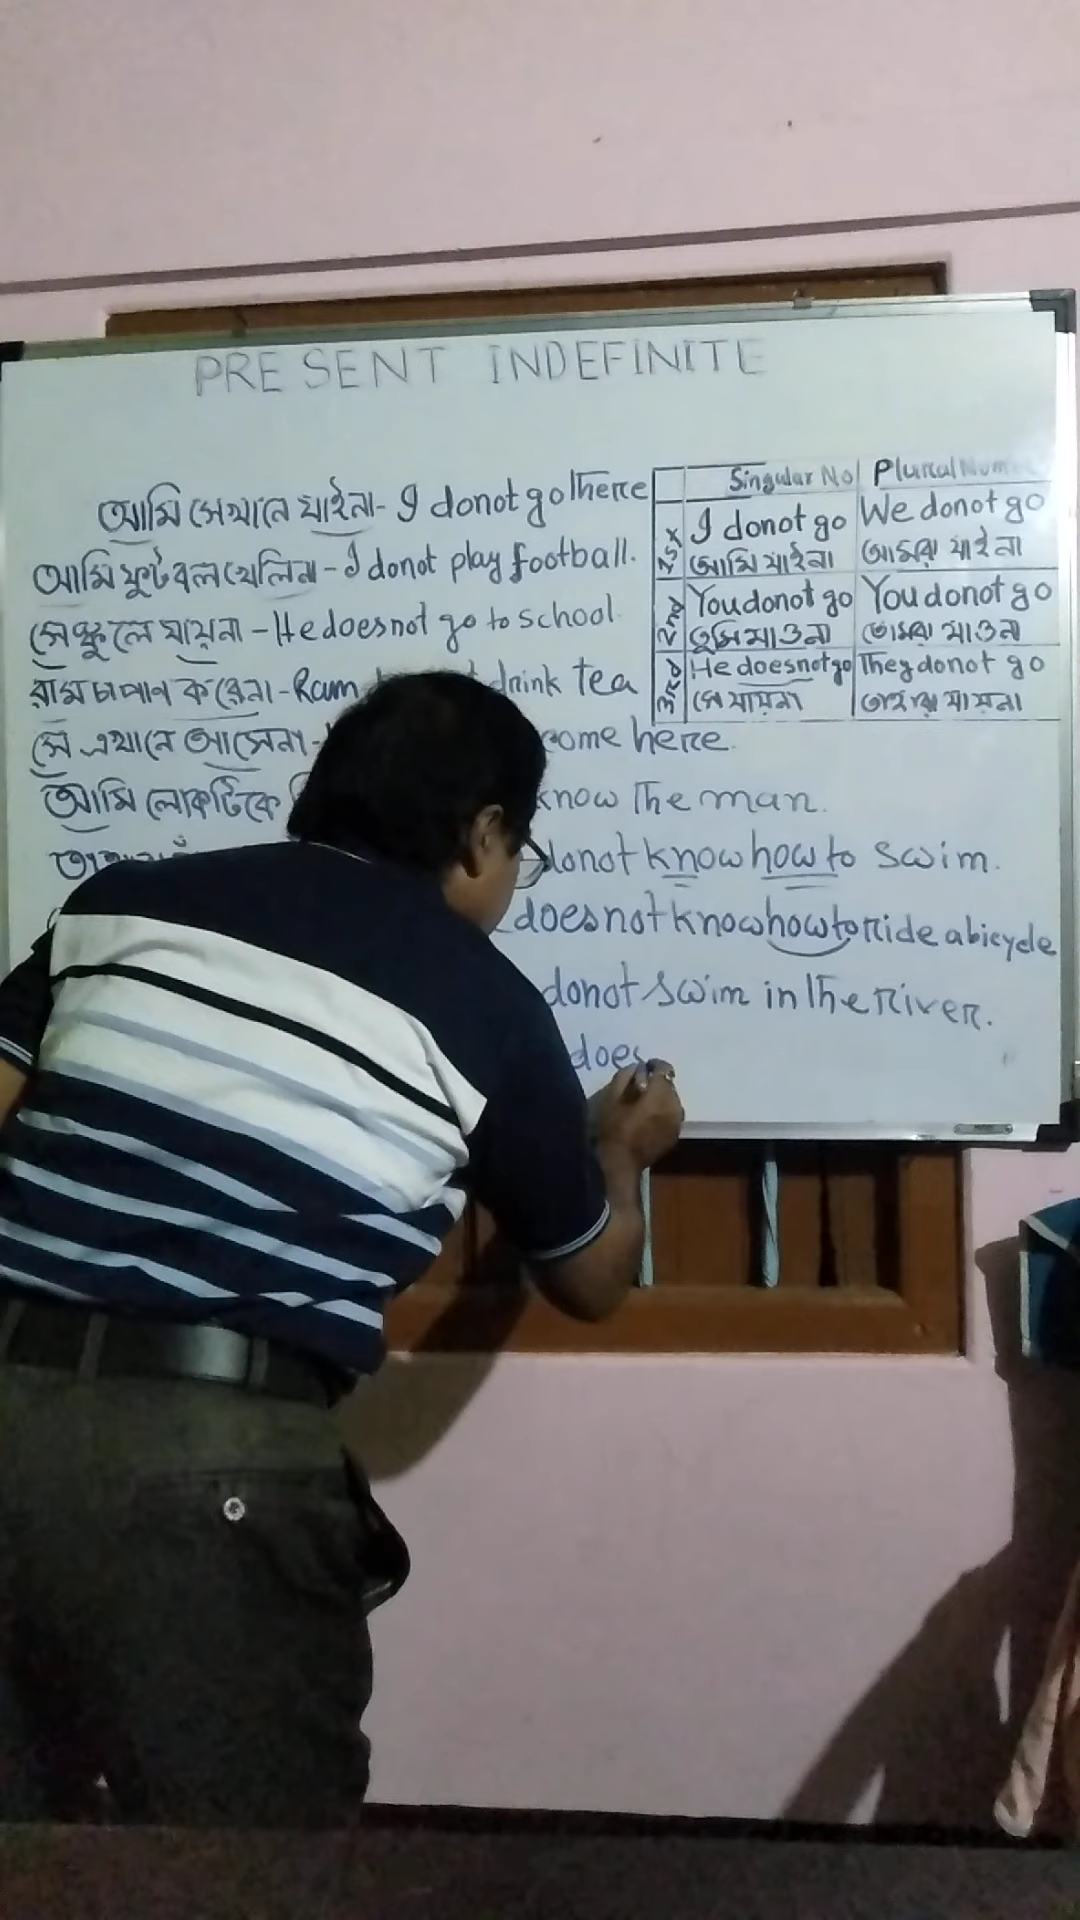 PRESENT INDEFINITE
আমি সেখানে যাইনা- I donot go there
আমি ফুটবল খেলিনা - I donot play football.
সে স্কুলে যায়না - He doesnot go to school.
রাম চা পান করেনা - Ram drink tea
সে এখানে আসেনা - come here.
আমি লোকটিকে know the man.
donot know how to swim.
doesnot know how to ride a bicycle
donot swim in the river.
does
Singular No Plural
1st I donot go We donot go
আমি যাইনা আমরা যাইনা
2nd You donot go You donot go
তুমি যাওনা তোমরা যাওনা
3rd He doesnot go They donot go
সে যায়না তাহারা যায়না